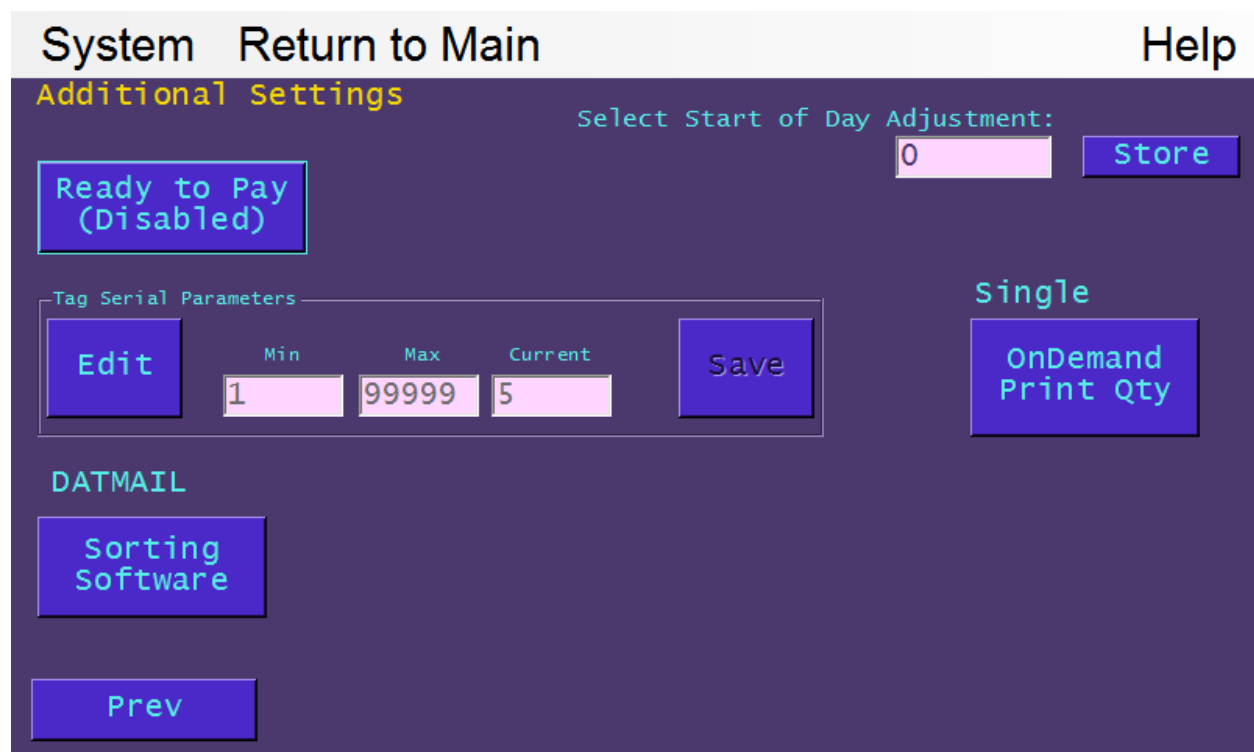 System Return to Main Help
Additional Settings
Select Start of Day Adjustment:
0 Store
Ready to Pay
(Disabled)
Tag Serial Parameters
Edit
Min Max Current
1 99999 5
Save
Single
OnDemand
Print Qty
DATMAIL
Sorting
Software
Prev